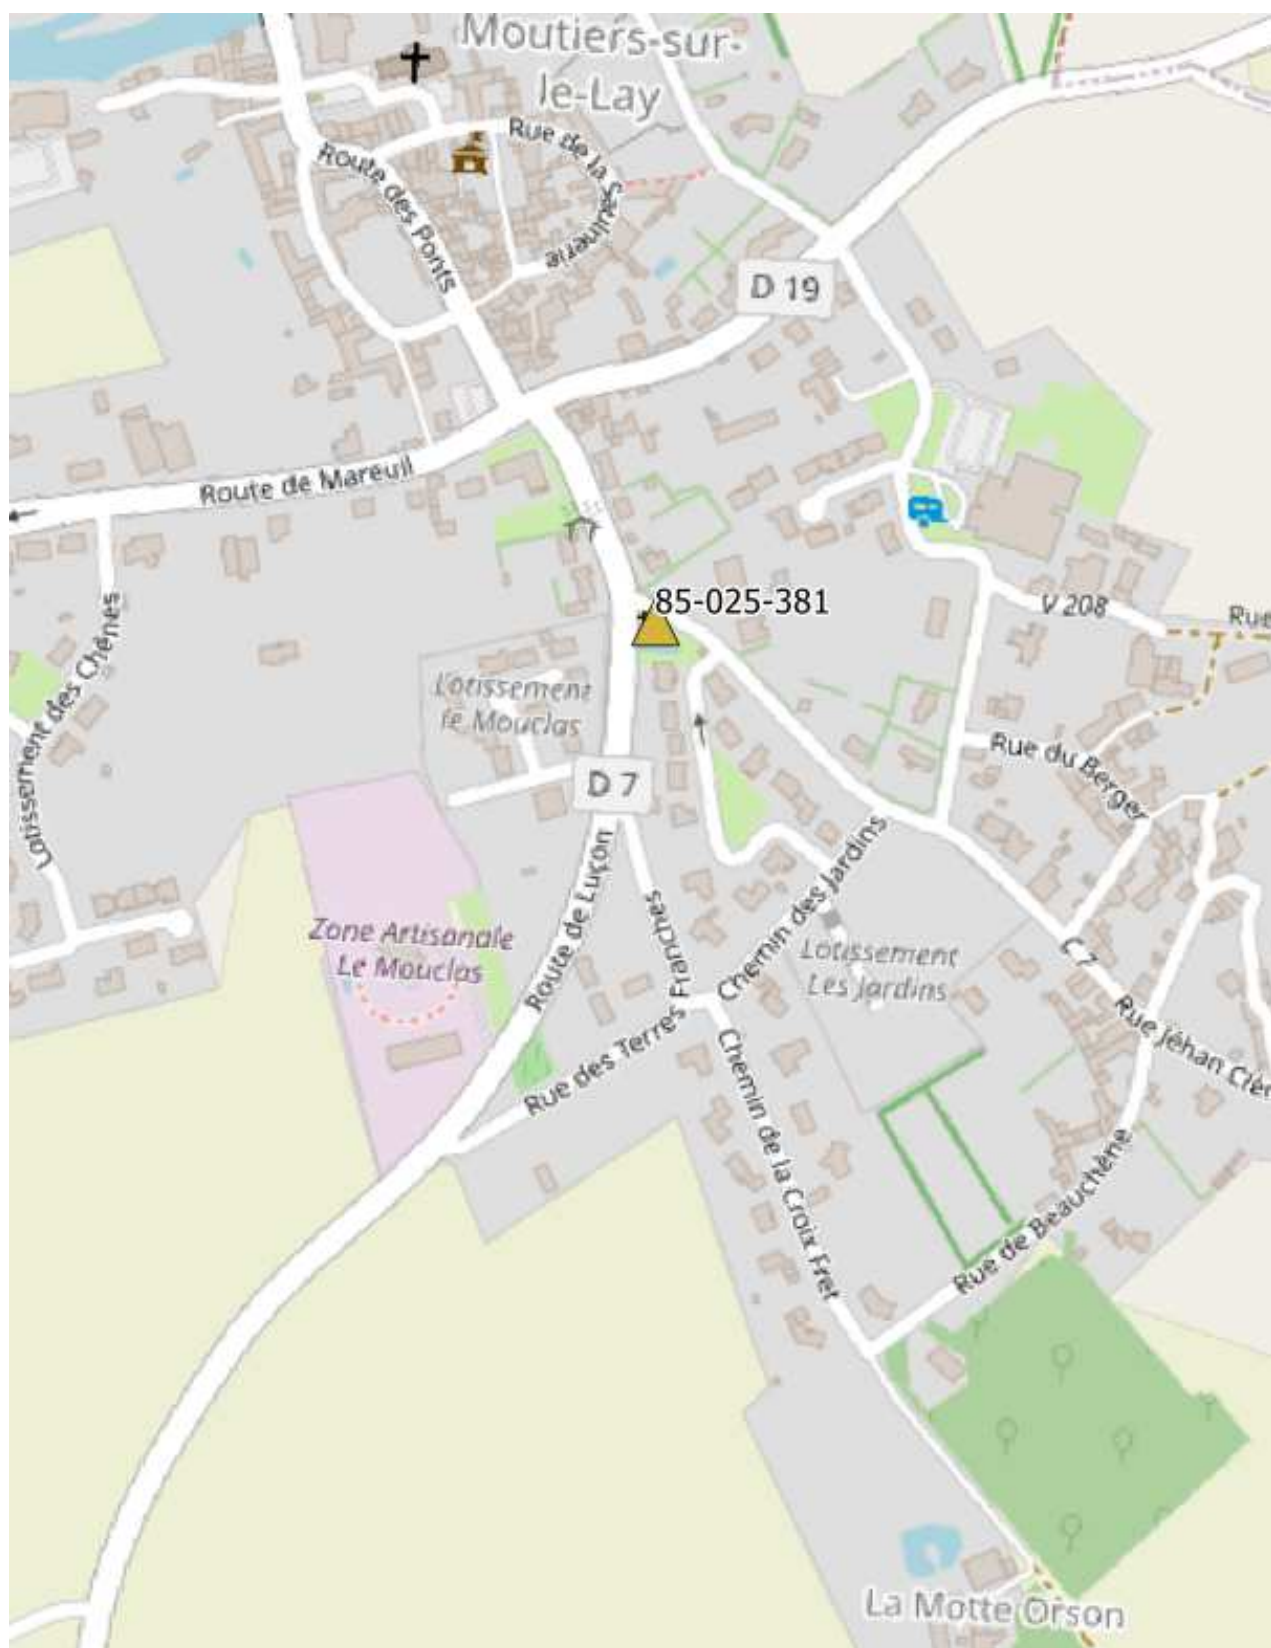 Moutiers-sur-
le-Lay
Rue de la Saulnerie
Route des Ponts
D 19
Route de Mareuil
85-025-381
V 208
Rue
Lotissement des Chênes
Lotissement
le Mouclas
Rue du Berger
D 7
Chemin des Jardins
Route de Luçon
Rue des Terres Franches
Zone Artisanale
Le Mouclas
Lotissement
Les Jardins
C 7
Rue Jéhan
Chemin de la Croix Fret
Rue de Beauchêne
La Motte Orson